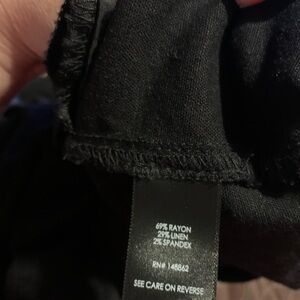 69% RAYON
29% LINEN
2% SPANDEX
RN# 148862
SEE CARE ON REVERSE